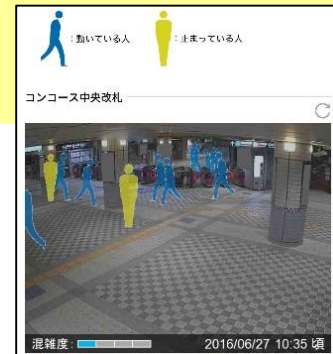 ：動いている人
：止まっている人
コンコース中央改札
混雑度：
2016/06/27 10:35 頃